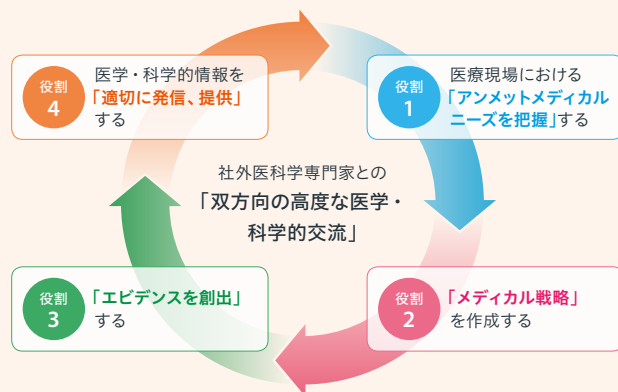 役割
1
医療現場における
「アンメットメディカル
ニーズを把握」する
役割
2
「メディカル戦略」
を作成する
役割
3
「エビデンスを創出」
する
役割
4
医学・科学的情報を
「適切に発信、提供」
する
社外医科学専門家との
「双方向の高度な医学・
科学的交流」